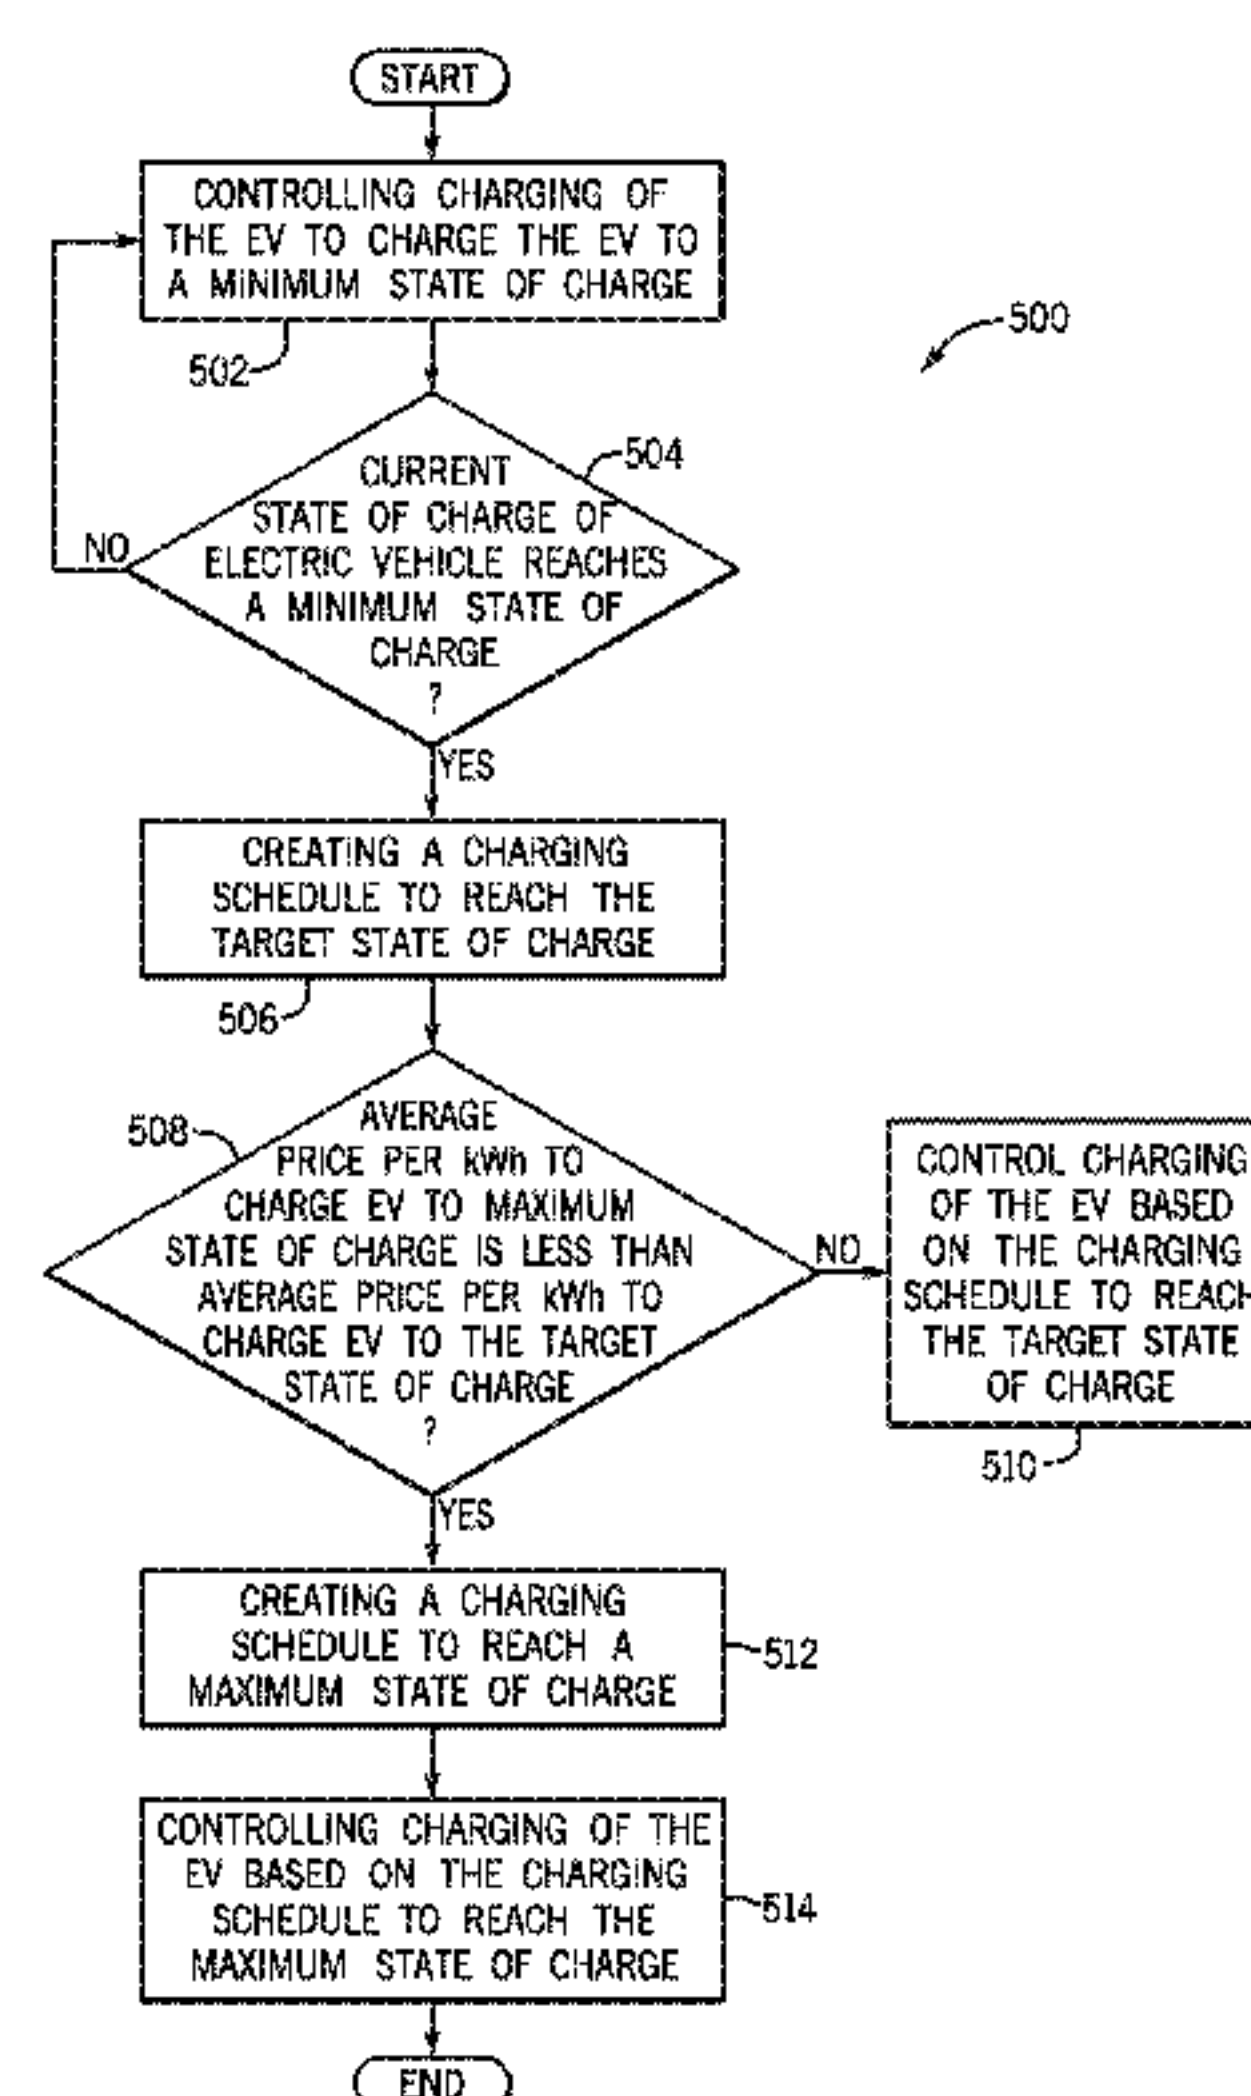 START
CONTROLLING CHARGING OF
THE EV TO CHARGE THE EV TO
A MINIMUM STATE OF CHARGE
500
502
504
CURRENT
STATE OF CHARGE OF
ELECTRIC VEHICLE REACHES
A MINIMUM STATE OF
CHARGE
?
NO
YES
CREATING A CHARGING
SCHEDULE TO REACH THE
TARGET STATE OF CHARGE
506
508
AVERAGE
PRICE PER kWh TO
CHARGE EV TO MAXIMUM
STATE OF CHARGE IS LESS THAN
AVERAGE PRICE PER kWh TO
CHARGE EV TO THE TARGET
STATE OF CHARGE
?
NO
CONTROL CHARGING
OF THE EV BASED
ON THE CHARGING
SCHEDULE TO REACH
THE TARGET STATE
OF CHARGE
510
YES
CREATING A CHARGING
SCHEDULE TO REACH A
MAXIMUM STATE OF CHARGE
512
CONTROLLING CHARGING OF THE
EV BASED ON THE CHARGING
SCHEDULE TO REACH THE
MAXIMUM STATE OF CHARGE
514
END